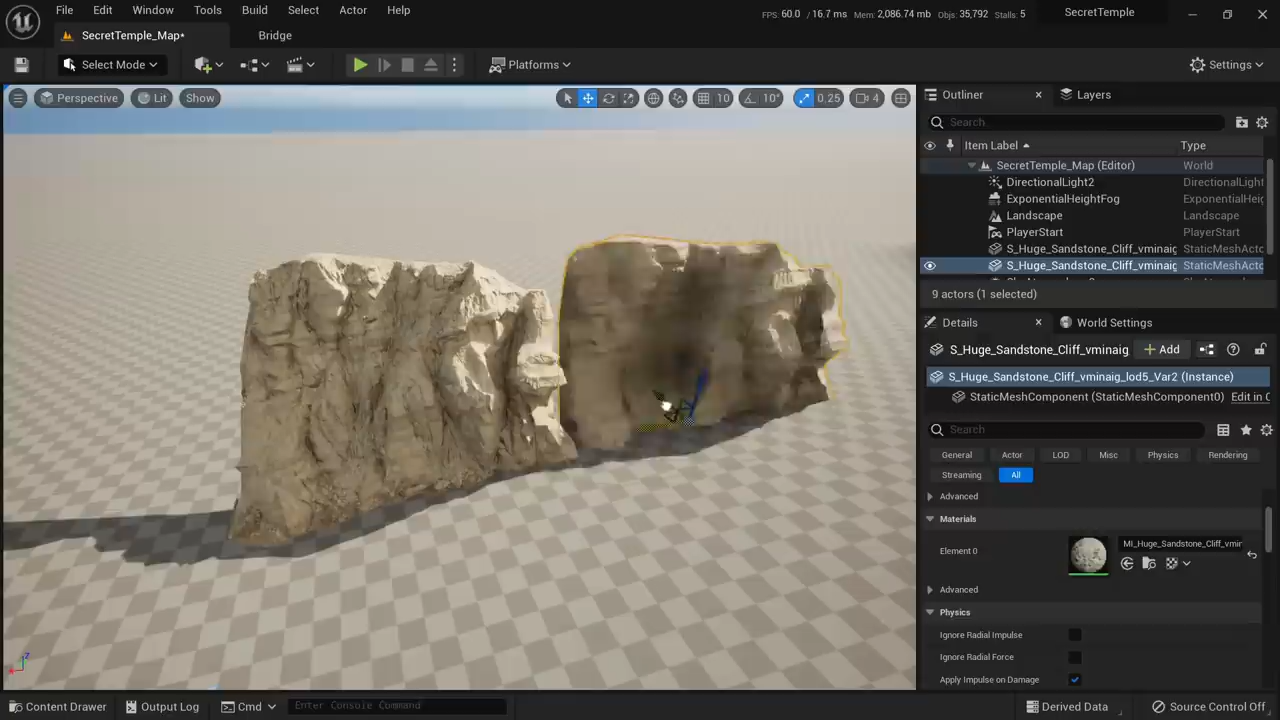 File Edit Window Tools Build Select Actor Help
FPS: 60.0 / 16.7 ms Mem: 2,086.74 mb Objs: 35,792 Stalls: 5
SecretTemple
SecretTemple_Map*
Bridge
Select Mode
Platforms
Settings
Perspective
Lit
Show
10
10°
0.25
4
Outliner
Layers
Search...
Item Label
Type
SecretTemple_Map (Editor) World
DirectionalLight2 DirectionalLight
ExponentialHeightFog ExponentialHeig
Landscape Landscape
PlayerStart PlayerStart
S_Huge_Sandstone_Cliff_vminaig StaticMeshActo
S_Huge_Sandstone_Cliff_vminaig StaticMeshActo
9 actors (1 selected)
Details
World Settings
S_Huge_Sandstone_Cliff_vminaig
Add
S_Huge_Sandstone_Cliff_vminaig_lod5_Var2 (Instance)
StaticMeshComponent (StaticMeshComponent0) Edit in C
Search
General Actor LOD Misc Physics Rendering
Streaming All
Advanced
Materials
Element 0
MI_Huge_Sandstone_Cliff_vmin
Advanced
Physics
Ignore Radial Impulse
Ignore Radial Force
Apply Impulse on Damage
Content Drawer
Output Log
Cmd
Enter Console Command
Derived Data
Source Control Off